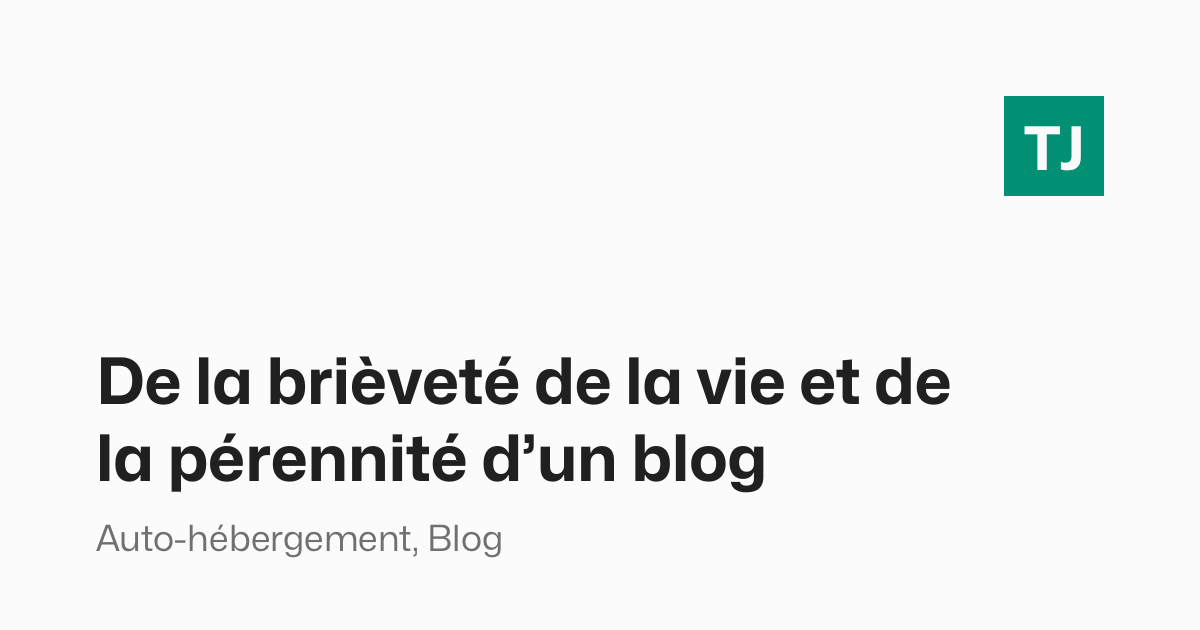 TJ
De la brièveté de la vie et de
la pérennité d’un blog
Auto-hébergement, Blog